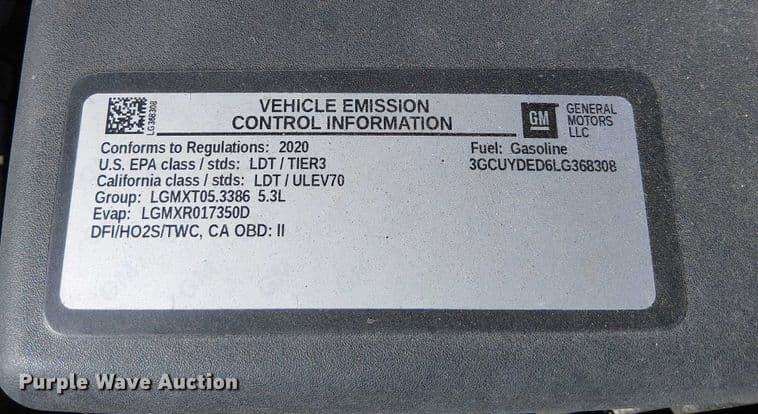 VEHICLE EMISSION
CONTROL INFORMATION
LG368308
GM
GENERAL
MOTORS
LLC
Conforms to Regulations: 2020
Fuel: Gasoline
U.S. EPA class / stds: LDT / TIER3
3GCUYDED6LG368308
California class / stds: LDT / ULEV70
Group: LGMXT05.3386 5.3L
Evap: LGMXR017350D
DFI/HO2S/TWC, CA OBD: II
Purple Wave Auction